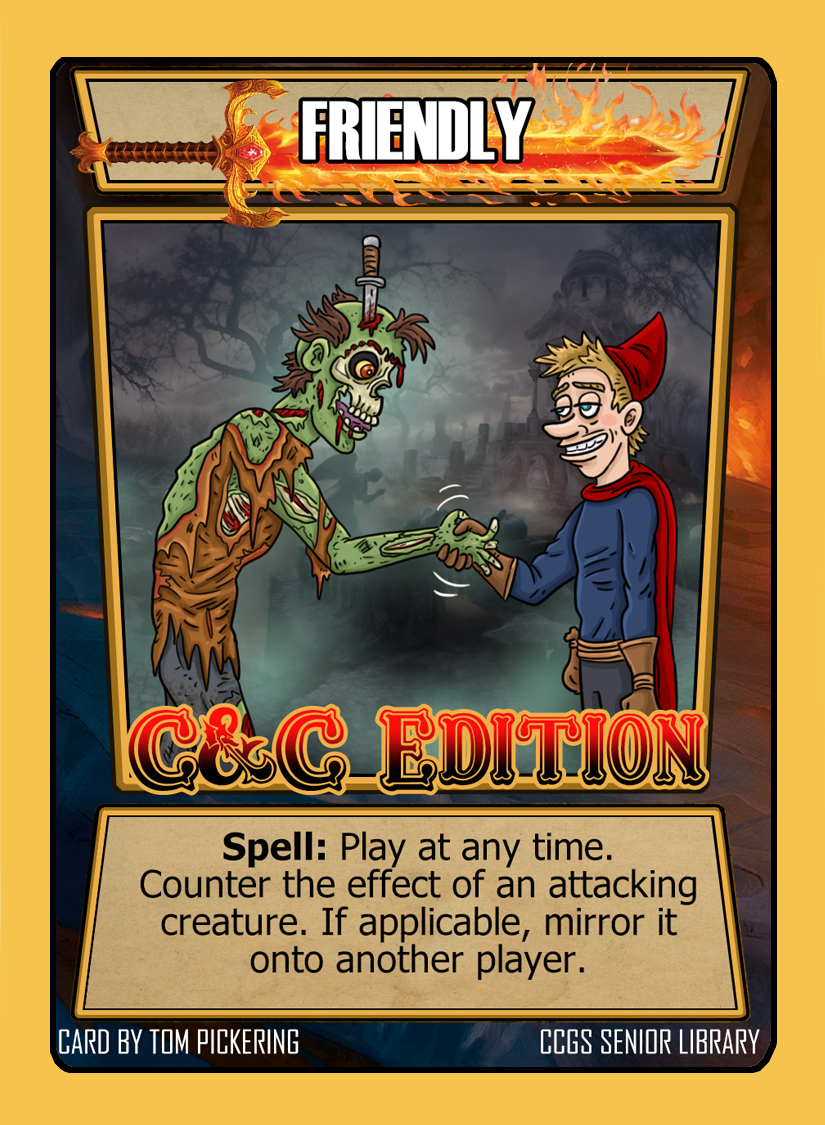 FRIENDLY
C&C EDITION
Spell: Play at any time.
Counter the effect of an attacking
creature. If applicable, mirror it
onto another player.
CARD BY TOM PICKERING
CCGS SENIOR LIBRARY